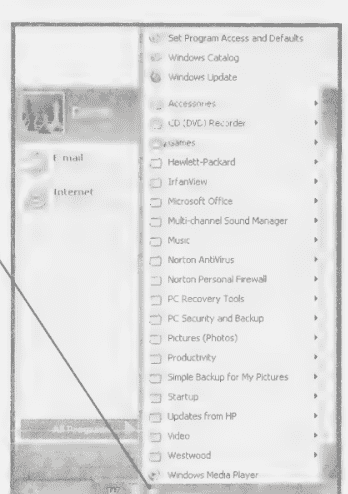 Set Program Access and Defaults
Windows Catalog
Windows Update
Accessories
CD (DVD) Recorder
Games
Hewlett-Packard
IrfanView
Microsoft Office
Multi-channel Sound Manager
Music
Norton AntiVirus
Norton Personal Firewall
PC Recovery Tools
PC Security and Backup
Pictures (Photos)
Productivity
Simple Backup for My Pictures
Startup
Updates from HP
Video
Westwood
Windows Media Player
E-mail
Internet
All Programs